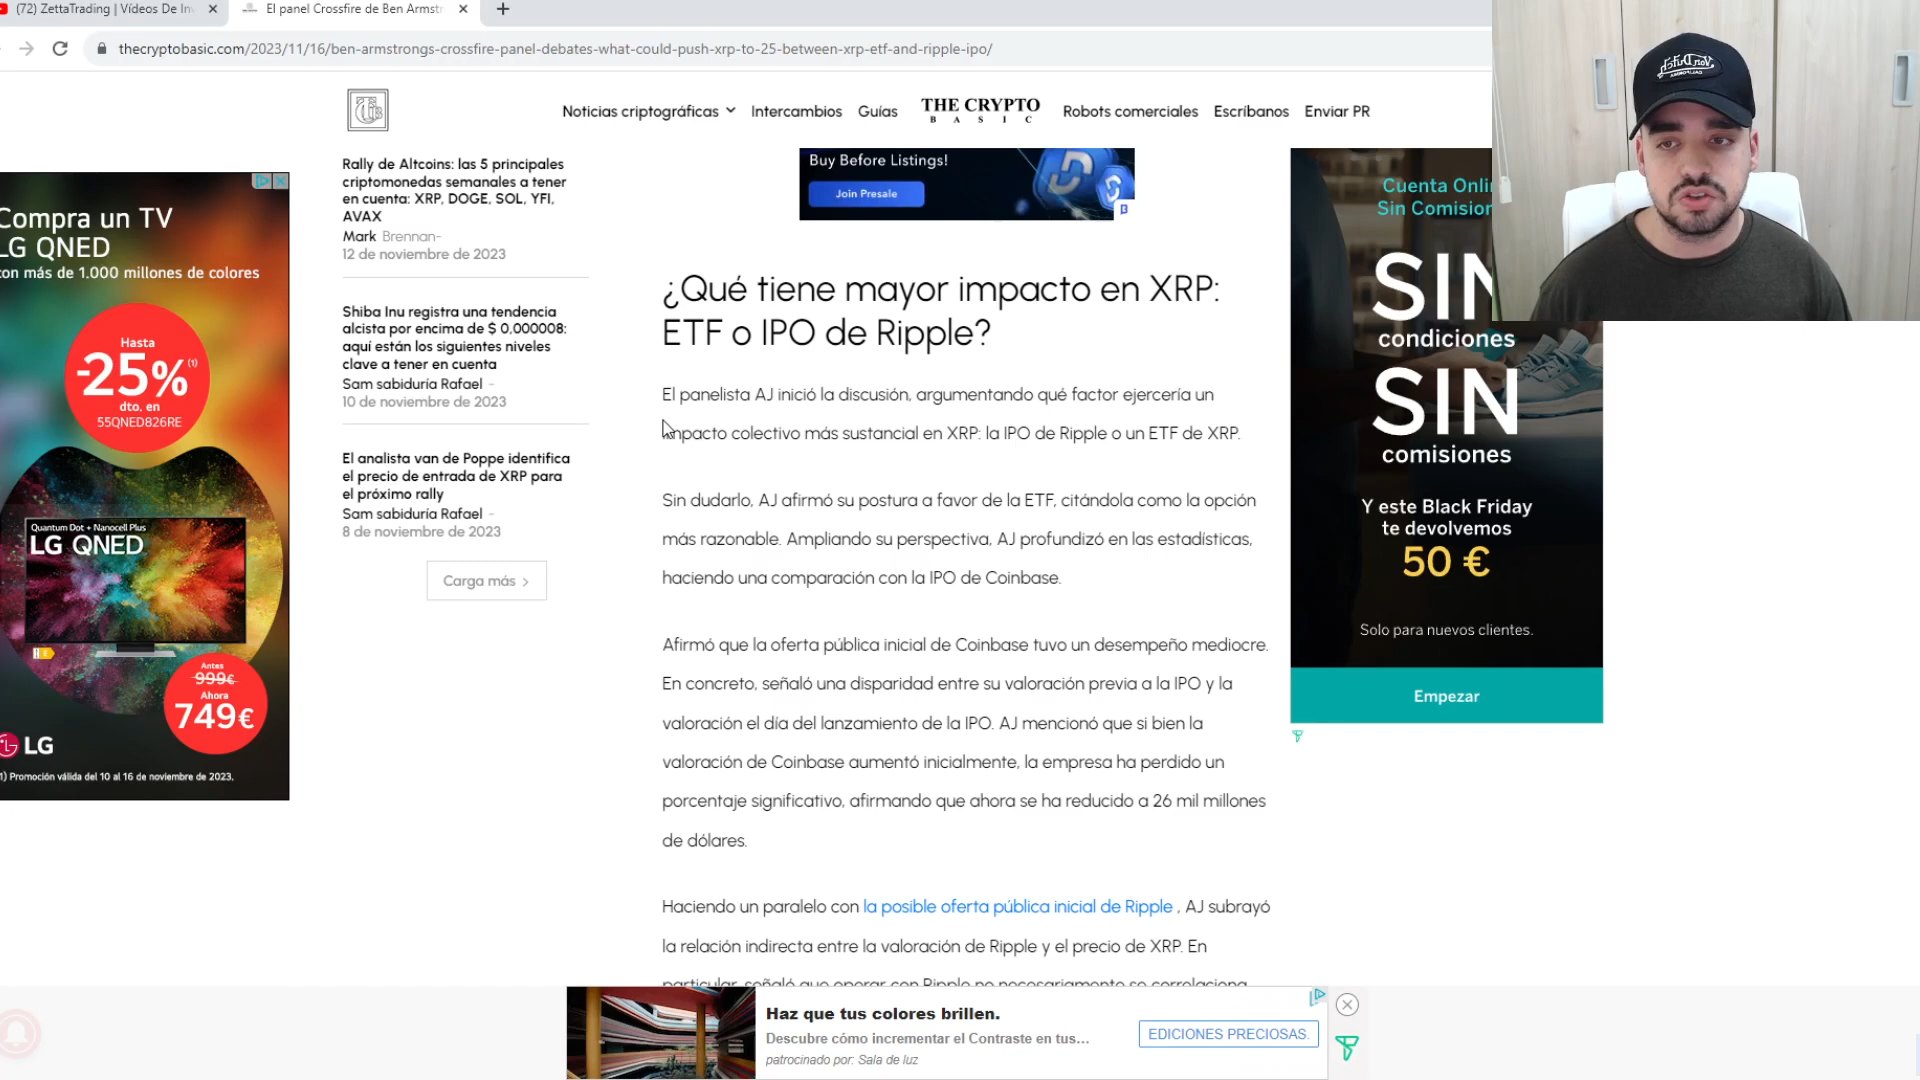 (72) ZettaTrading | Vídeos De In
El panel Crossfire de Ben Armstr
thecryptobasic.com/2023/11/16/ben-armstrongs-crossfire-panel-debates-what-could-push-xrp-to-25-between-xrp-etf-and-ripple-ipo/
Noticias criptográficas
Intercambios
Guías
THE CRYPTO
BASIC
Robots comerciales
Escríbanos
Enviar PR
Compra un TV
LG QNED
con más de 1.000 millones de colores
Hasta
-25%(1)
dto, en
55QNED826RE
Quantum Dot + Nanocell Plus
LG QNED
Antes
999€
Ahora
749€
LG
1) Promoción válida del 10 al 16 de noviembre de 2023.
Rally de Altcoins: las 5 principales
criptomonedas semanales a tener
en cuenta: XRP, DOGE, SOL, YFI,
AVAX
Mark Brennan-
12 de noviembre de 2023
Shiba Inu registra una tendencia
alcista por encima de $ 0,000008:
aquí están los siguientes niveles
clave a tener en cuenta
Sam sabiduría Rafael -
10 de noviembre de 2023
El analista van de Poppe identifica
el precio de entrada de XRP para
el próximo rally
Sam sabiduría Rafael -
8 de noviembre de 2023
Carga más >
Buy Before Listings!
Join Presale
¿Qué tiene mayor impacto en XRP:
ETF o IPO de Ripple?
El panelista AJ inició la discusión, argumentando qué factor ejercería un
impacto colectivo más sustancial en XRP: la IPO de Ripple o un ETF de XRP.
Sin dudarlo, AJ afirmó su postura a favor de la ETF, citándola como la opción
más razonable. Ampliando su perspectiva, AJ profundizó en las estadísticas,
haciendo una comparación con la IPO de Coinbase.
Afirmó que la oferta pública inicial de Coinbase tuvo un desempeño mediocre.
En concreto, señaló una disparidad entre su valoración previa a la IPO y la
valoración el día del lanzamiento de la IPO. AJ mencionó que si bien la
valoración de Coinbase aumentó inicialmente, la empresa ha perdido un
porcentaje significativo, afirmando que ahora se ha reducido a 26 mil millones
de dólares.
Haciendo un paralelo con la posible oferta pública inicial de Ripple , AJ subrayó
la relación indirecta entre la valoración de Ripple y el precio de XRP. En
particular, señaló que operar con Ripple no necesariamente se correlaciona
Cuenta Onli
Sin Comision
SIN
condiciones
SIN
comisiones
Y este Black Friday
te devolvemos
50 €
Solo para nuevos clientes.
Empezar
Haz que tus colores brillen.
Descubre cómo incrementar el Contraste en tus...
patrocinado por: Sala de luz
EDICIONES PRECIOSAS.